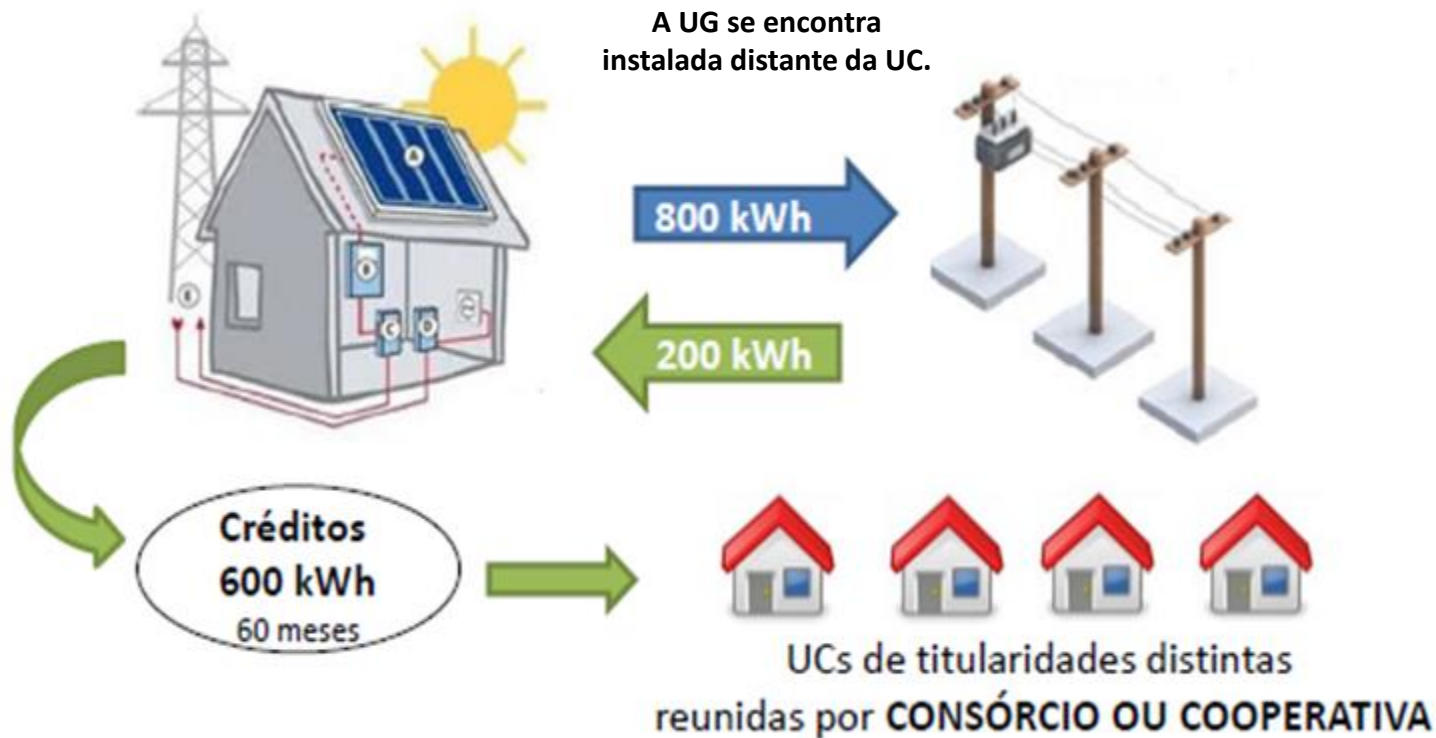 A UG se encontra
instalada distante da UC.
A
B
C
D
E
800 kWh
200 kWh
Créditos
600 kWh
60 meses
UCs de titularidades distintas
reunidas por CONSÓRCIO OU COOPERATIVA